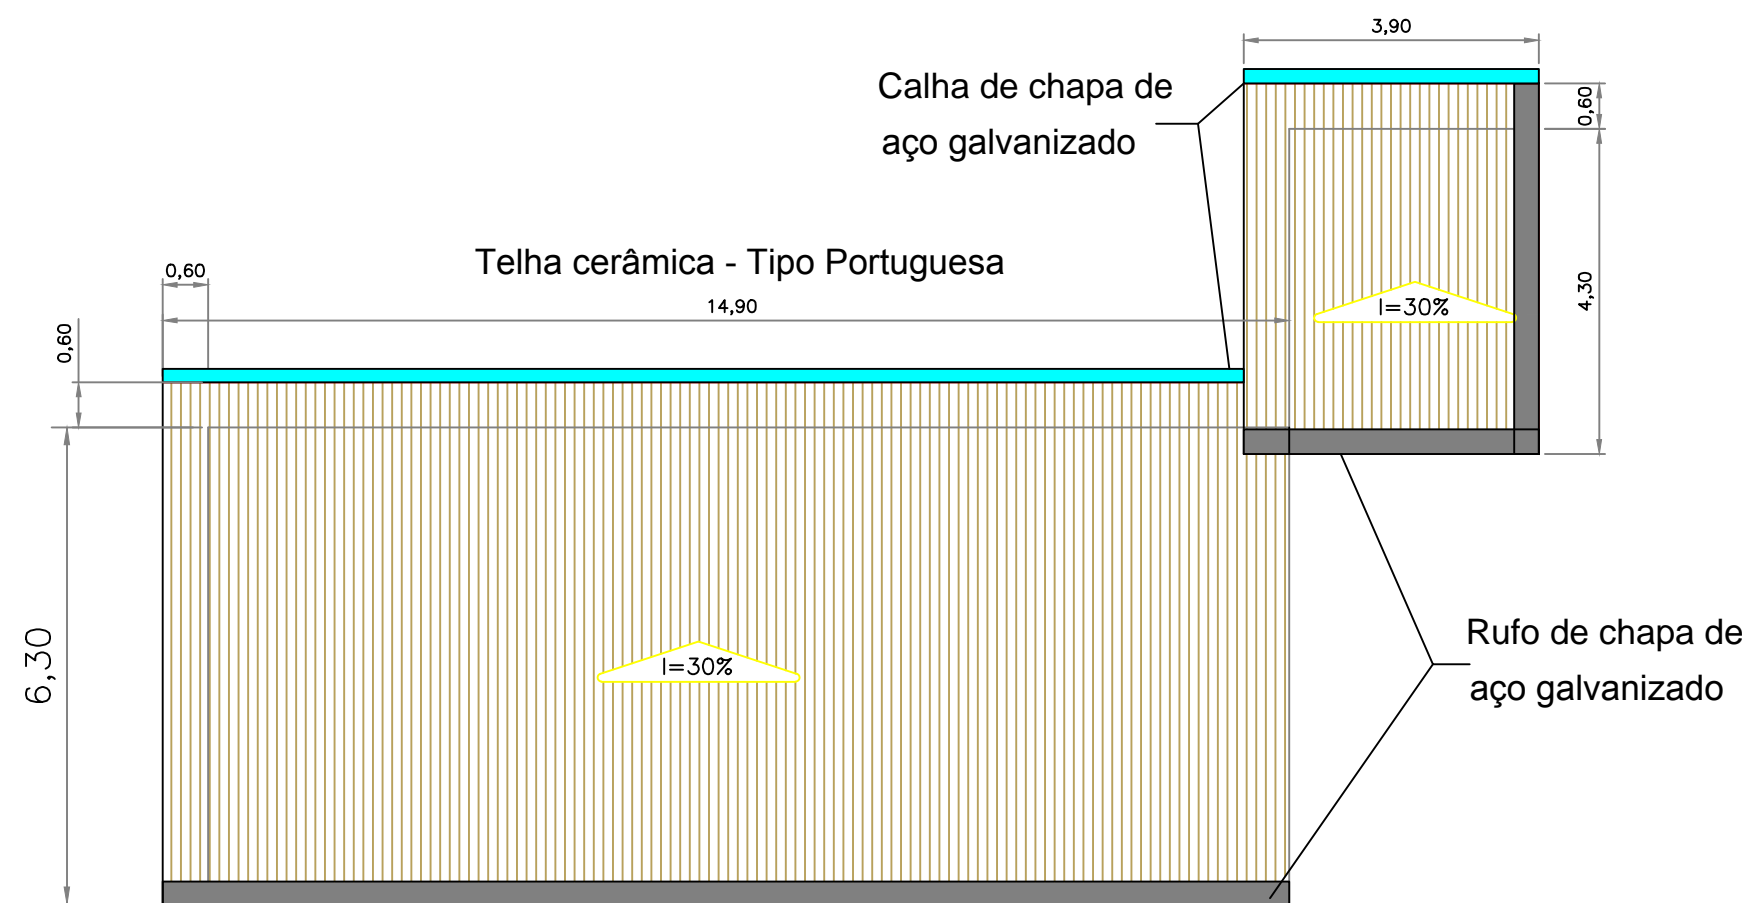 3,90
Calha de chapa de
aço galvanizado
0,60
4,30
Telha cerâmica - Tipo Portuguesa
0,60
14,90
0,60
I=30%
6,30
I=30%
Rufo de chapa de
aço galvanizado